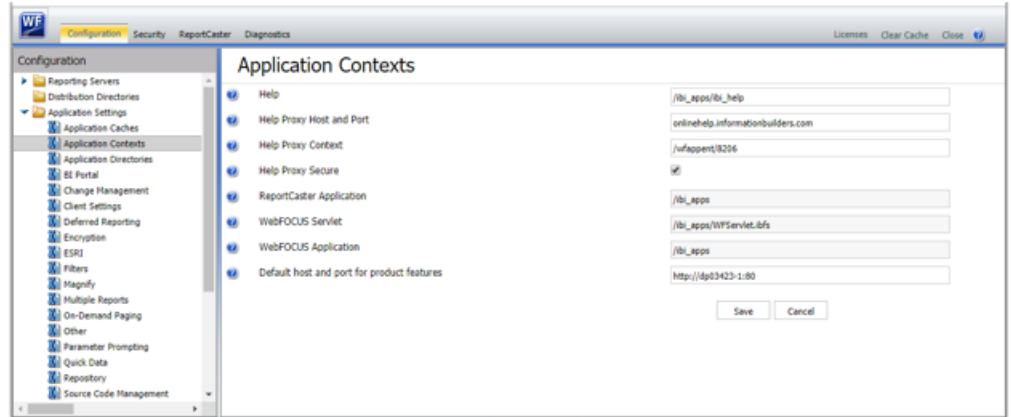 WF
Configuration Security ReportCaster Diagnostics Licenses Clear Cache Close
Configuration
Reporting Servers
Distribution Directories
Application Settings
Application Caches
Application Contexts
Application Directories
BI Portal
Change Management
Client Settings
Deferred Reporting
Encryption
ESRI
Filters
Magnify
Multiple Reports
On-Demand Paging
Other
Parameter Prompting
Quick Data
Repository
Source Code Management
Application Contexts
Help /ibi_apps/ibi_help
Help Proxy Host and Port onlinehelp.informationbuilders.com
Help Proxy Context /wfappent/8206
Help Proxy Secure
ReportCaster Application /ibi_apps
WebFOCUS Servlet /ibi_apps/WFServlet.ibfs
WebFOCUS Application /ibi_apps
Default host and port for product features http://dp03423-1:80
Save Cancel